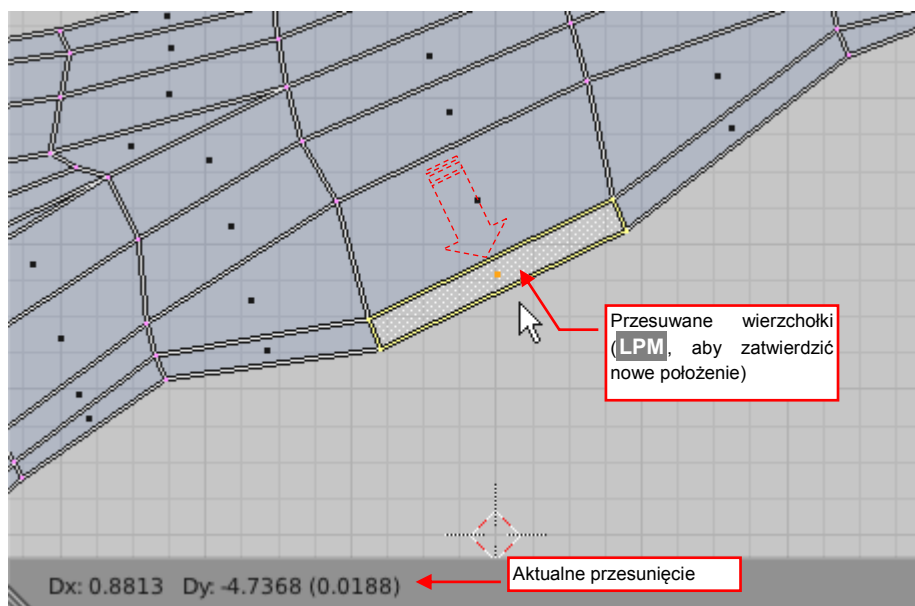 Przesuwane wierzchołki
(LPM, aby zatwierdzić
nowe położenie)
Dx: 0.8813 Dy: -4.7368 (0.0188)
Aktualne przesunięcie